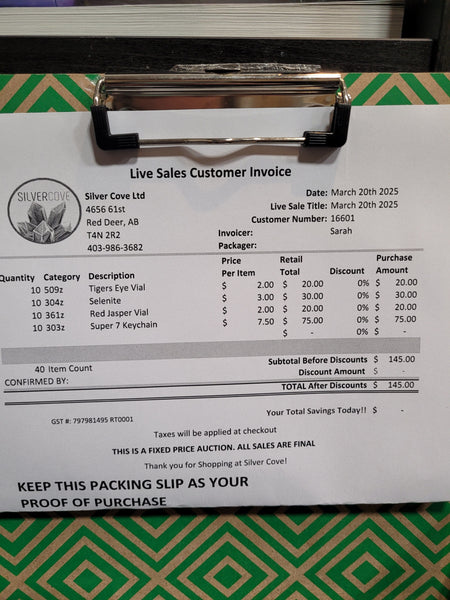 Live Sales Customer Invoice
SILVERCOVE
Silver Cove Ltd
4656 61st
Red Deer, AB
T4N 2R2
403-986-3682
Date: March 20th 2025
Live Sale Title: March 20th 2025
Customer Number: 16601
Invoicer: Sarah
Packager:
Quantity Category Description Price Per Item Retail Total Discount Purchase Amount
10 509z Tigers Eye Vial $ 2.00 $ 20.00 0% $ 20.00
10 304z Selenite $ 3.00 $ 30.00 0% $ 30.00
10 361z Red Jasper Vial $ 2.00 $ 20.00 0% $ 20.00
10 303z Super 7 Keychain $ 7.50 $ 75.00 0% $ 75.00
$ - 0% $ -
40 Item Count
Subtotal Before Discounts $ 145.00
Discount Amount $ -
CONFIRMED BY:
TOTAL After Discounts $ 145.00
Your Total Savings Today!! $ -
GST #: 797981495 RT0001
Taxes will be applied at checkout
THIS IS A FIXED PRICE AUCTION. ALL SALES ARE FINAL
Thank you for Shopping at Silver Cove!
KEEP THIS PACKING SLIP AS YOUR
PROOF OF PURCHASE